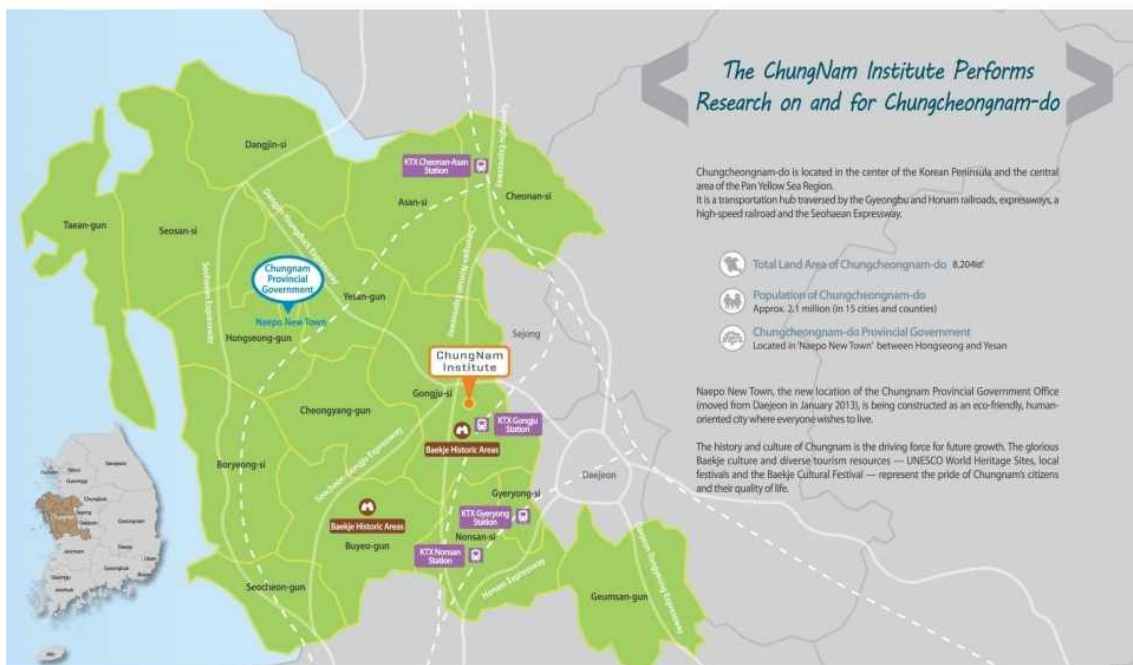 The ChungNam Institute Performs
Research on and for Chungcheongnam-do
Chungcheongnam-do is located in the center of the Korean Peninsula and the central
area of the Pan Yellow Sea Region.
It is a transportation hub traversed by the Gyeongbu and Honam railroads, expressways, a
high-speed railroad and the Seohaean Expressway.
Total Land Area of Chungcheongnam-do 8,204㎢
Population of Chungcheongnam-do
Approx. 2.1 million (in 15 cities and counties)
Chungcheongnam-do Provincial Government
Located in 'Naepo New Town' between Hongseong and Yesan
Naepo New Town, the new location of the Chungnam Provincial Government Office
(moved from Daejeon in January 2013), is being constructed as an eco-friendly, human-
oriented city where everyone wishes to live.
The history and culture of Chungnam is the driving force for future growth. The glorious
Baekje culture and diverse tourism resources — UNESCO World Heritage Sites, local
festivals and the Baekje Cultural Festival — represent the pride of Chungnam's citizens
and their quality of life.
Dangjin-si
KTX Cheonan-Asan
Station
Gyeongbu Expressway
Cheonan-si
Asan-si
Taean-gun
Seosan-si
Seohaean Expressway
Chungnam
Provincial
Government
Naepo New Town
Yesan-gun
Hongseong-gun
Sejong
ChungNam
Institute
Gongju-si
Cheongyang-gun
KTX Gongju
Station
Baekje Historic Areas
Boryeong-si
Seocheon-Gongju Expressway
Daejeon
Gyeryong-si
KTX Gyeryong
Station
Baekje Historic Areas
Nonsan-si
Buyeo-gun
KTX Nonsan
Station
Honam Expressway
Seocheon-gun
Geumsan-gun